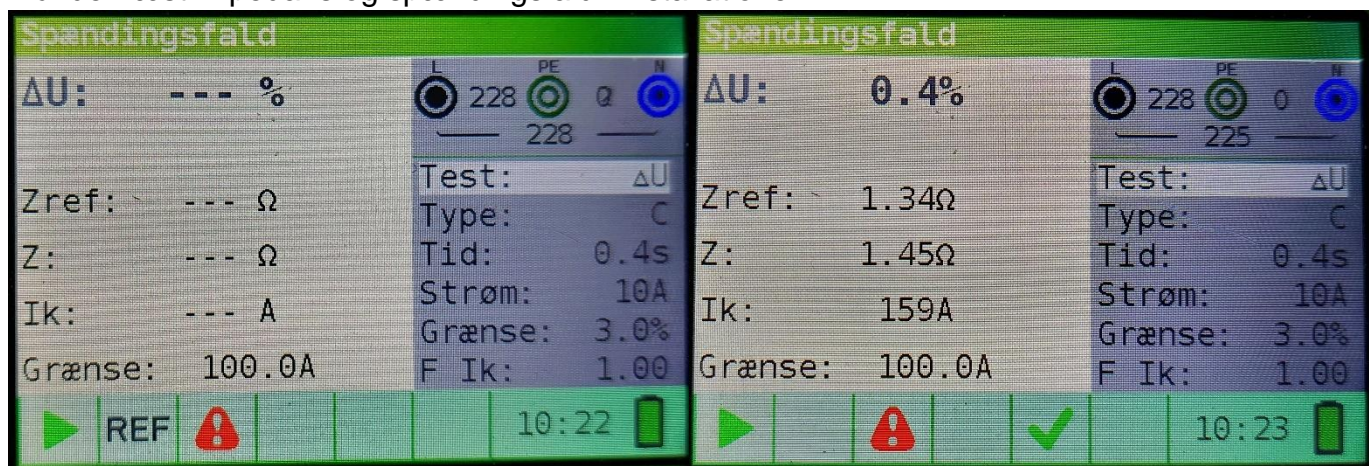 Spændingsfald
ΔU: --- %
L PE N
228 0
228
Zref: --- Ω
Z: --- Ω
Ik: --- A
Grænse: 100.0A
Test: ΔU
Type: C
Tid: 0.4s
Strøm: 10A
Grænse: 3.0%
F Ik: 1.00
REF
10:22
Spændingsfald
ΔU: 0.4%
L PE N
228 0
225
Zref: 1.34Ω
Z: 1.45Ω
Ik: 159A
Grænse: 100.0A
Test: ΔU
Type: C
Tid: 0.4s
Strøm: 10A
Grænse: 3.0%
F Ik: 1.00
10:23